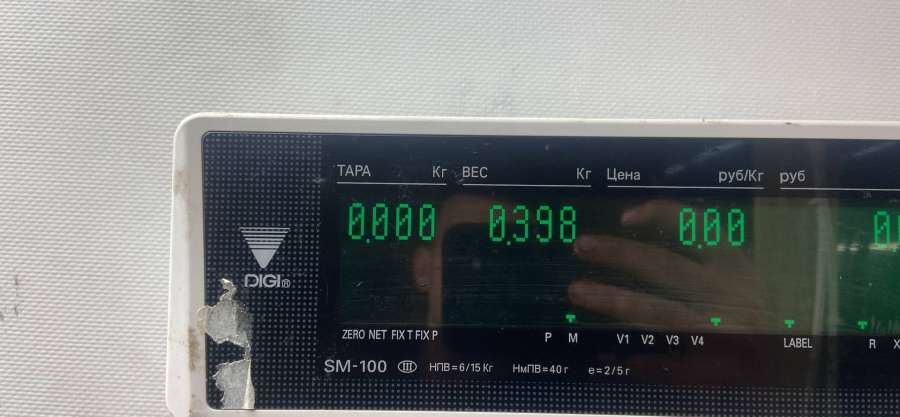 ТАРА Кг ВЕС Кг Цена руб/Кг руб
0.000 0.398 0.00
DIGI®
ZERO NET FIX T FIX P P M V1 V2 V3 V4 LABEL R
SM-100 III НПВ=6/15 Кг НмПВ=40 г e=2/5 г